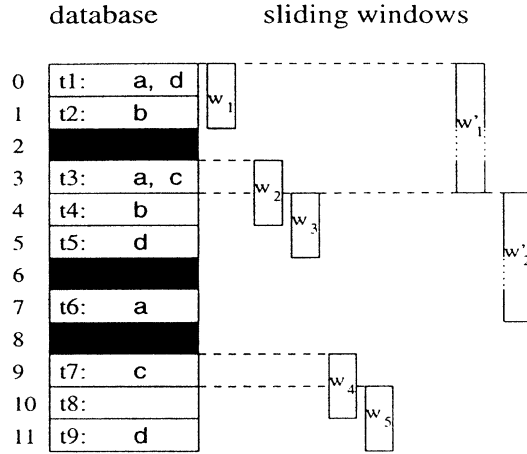 database sliding windows
0 t1: a, d w1 w'1
1 t2: b
2
3 t3: a, c w2
4 t4: b w3 w'2
5 t5: d
6
7 t6: a
8
9 t7: c w4
10 t8: w5
11 t9: d